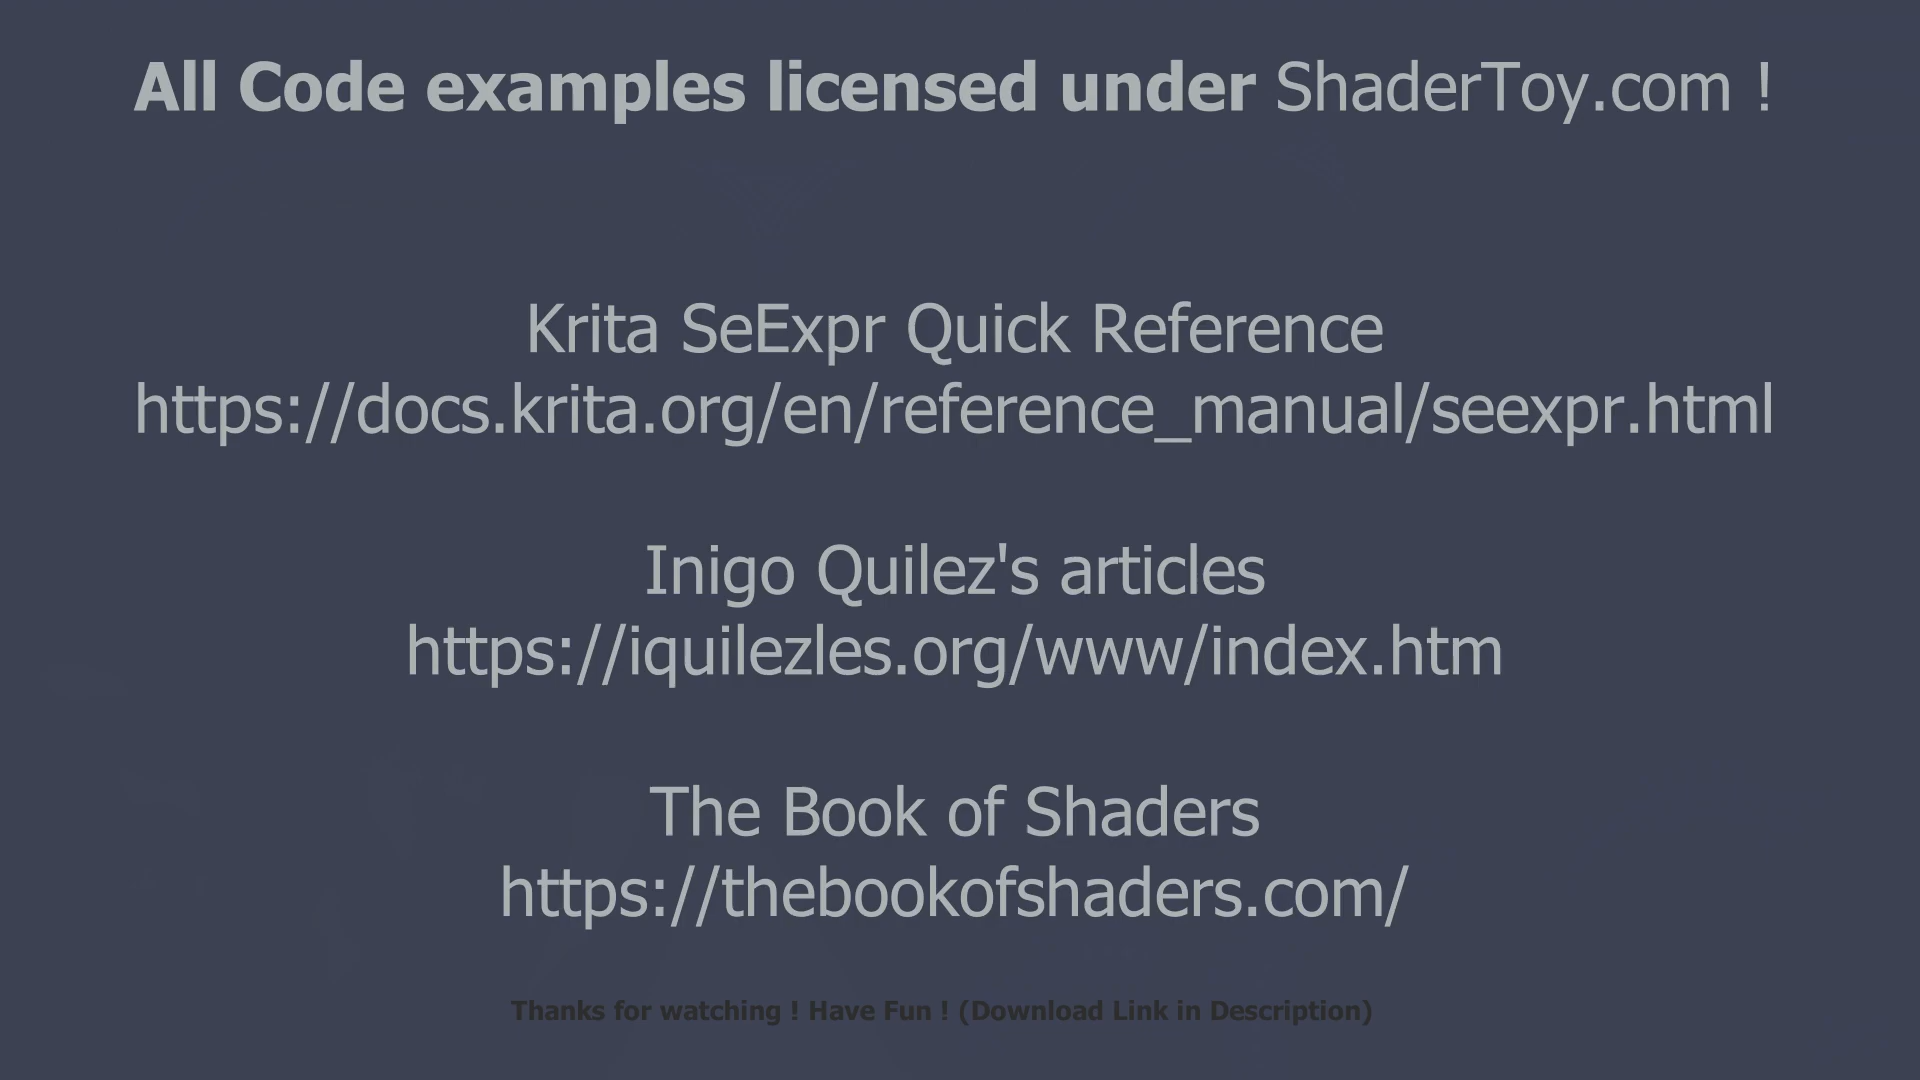 All Code examples licensed under ShaderToy.com !
Krita SeExpr Quick Reference
https://docs.krita.org/en/reference_manual/seexpr.html
Inigo Quilez's articles
https://iquilezles.org/www/index.htm
The Book of Shaders
https://thebookofshaders.com/
Thanks for watching ! Have Fun ! (Download Link in Description)